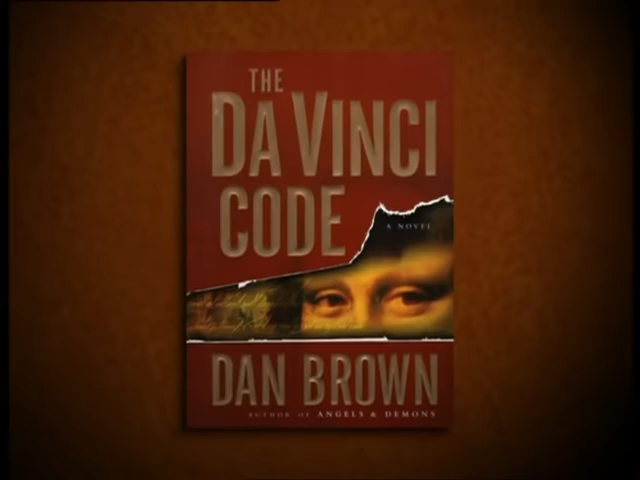 THE
DA VINCI
CODE
A NOVEL
DAN BROWN
AUTHOR OF ANGELS & DEMONS